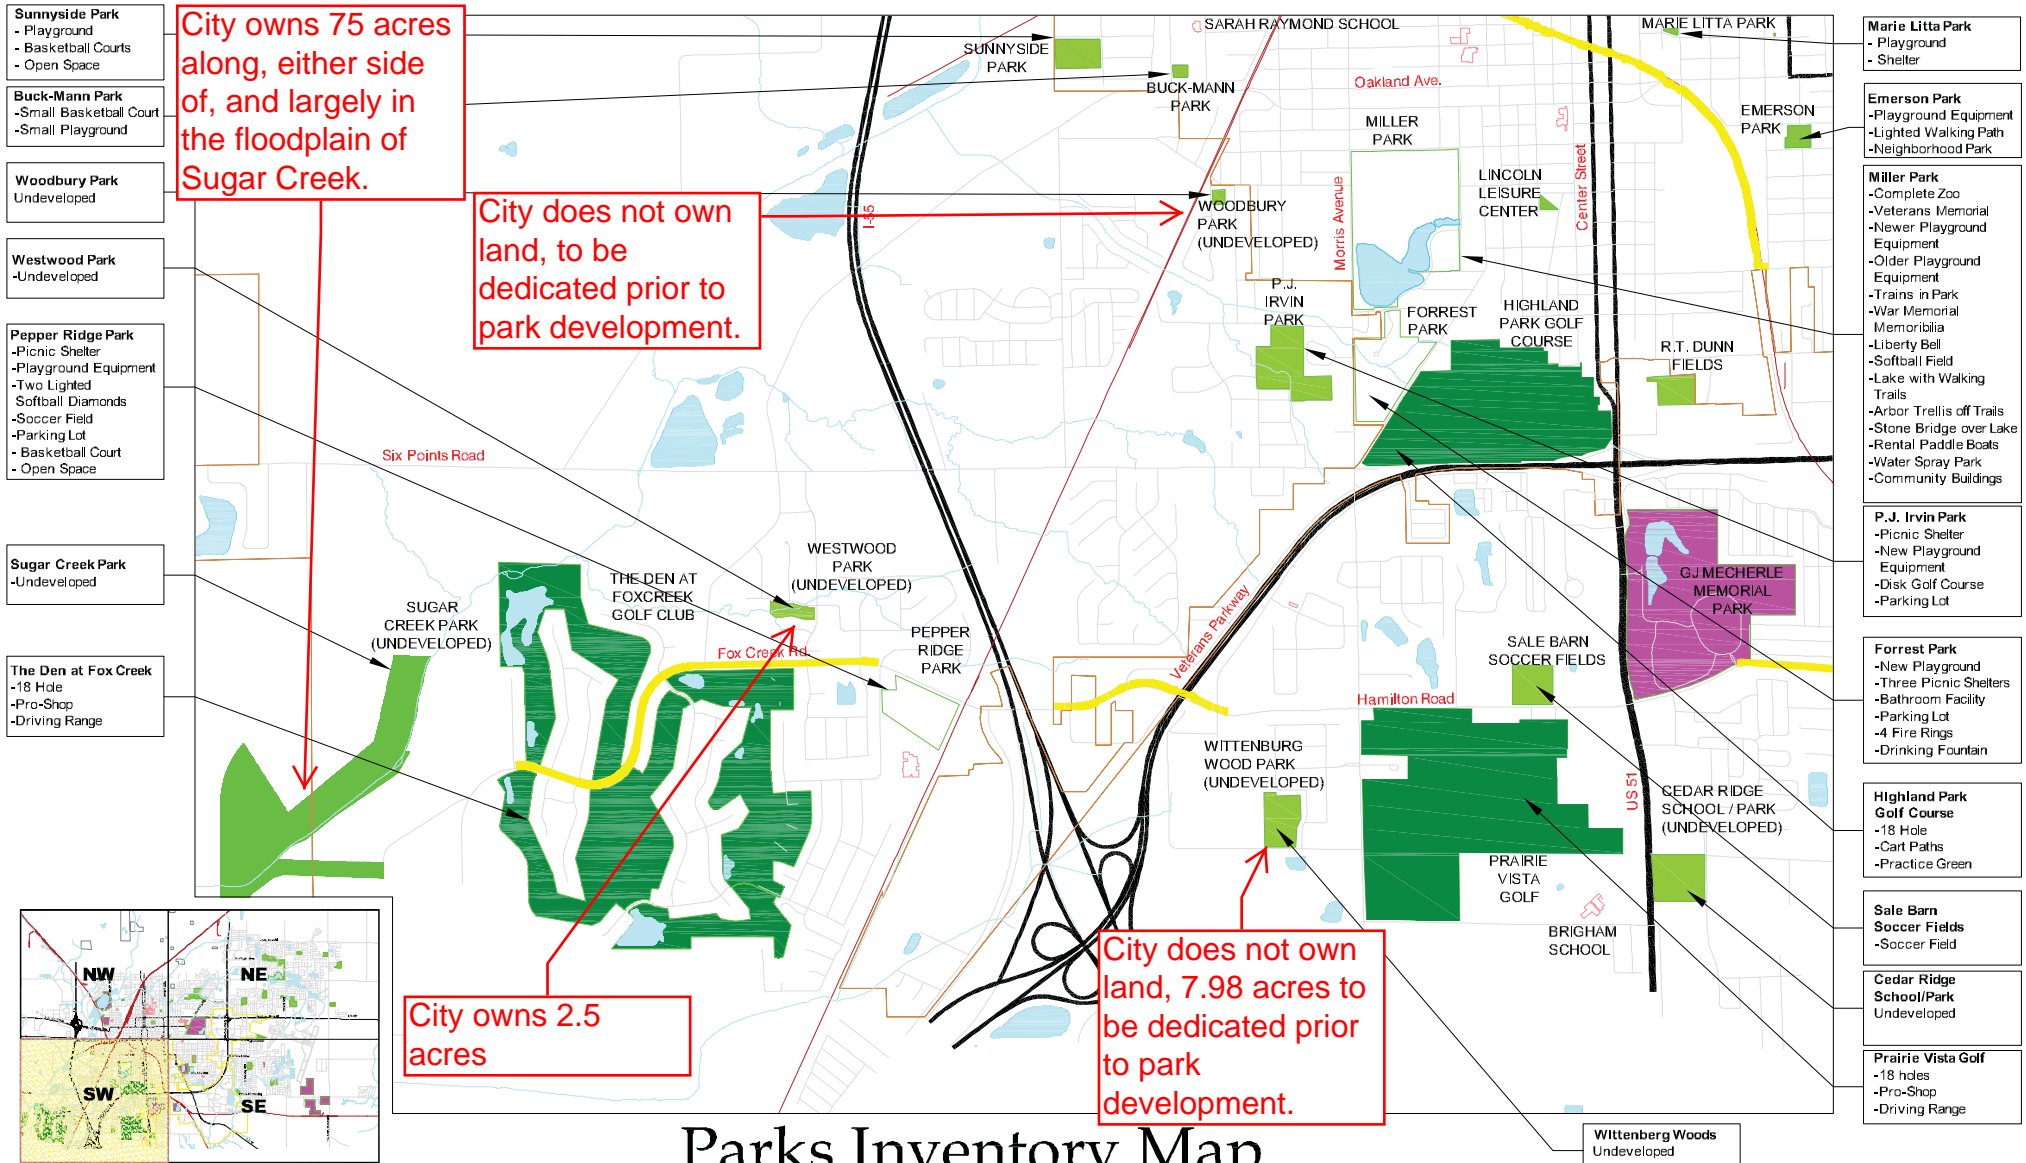 Sunnyside Park
- Playground
- Basketball Courts
- Open Space
Buck-Mann Park
-Small Basketball Court
-Small Playground
Woodbury Park
Undeveloped
Westwood Park
-Undeveloped
Pepper Ridge Park
-Picnic Shelter
-Playground Equipment
-Two Lighted
Softball Diamonds
-Soccer Field
-Parking Lot
- Basketball Court
- Open Space
Sugar Creek Park
-Undeveloped
The Den at Fox Creek
-18 Hole
-Pro-Shop
-Driving Range
City owns 75 acres
along, either side
of, and largely in
the floodplain of
Sugar Creek.
City does not own
land, to be
dedicated prior to
park development.
City owns 2.5
acres
City does not own
land, 7.98 acres to
be dedicated prior
to park
development.
SARAH RAYMOND SCHOOL
MARIE LITTA PARK
SUNNYSIDE
PARK
BUCK-MANN
PARK
Oakland Ave.
MILLER
PARK
EMERSON
PARK
LINCOLN
LEISURE
CENTER
Center Street
Morris Avenue
I-55
WOODBURY
PARK
(UNDEVELOPED)
P.J.
IRVIN
PARK
FORREST
PARK
HIGHLAND
PARK GOLF
COURSE
R.T. DUNN
FIELDS
Six Points Road
WESTWOOD
PARK
(UNDEVELOPED)
THE DEN AT
FOXCREEK
GOLF CLUB
SUGAR
CREEK PARK
(UNDEVELOPED)
PEPPER
RIDGE
PARK
Fox Creek Rd.
Veterans Parkway
GJ MECHERLE
MEMORIAL
PARK
SALE BARN
SOCCER FIELDS
Hamilton Road
WITTENBURG
WOOD PARK
(UNDEVELOPED)
US 51
CEDAR RIDGE
SCHOOL / PARK
(UNDEVELOPED)
PRAIRIE
VISTA
GOLF
BRIGHAM
SCHOOL
Marie Litta Park
- Playground
- Shelter
Emerson Park
-Playground Equipment
-Lighted Walking Path
-Neighborhood Park
Miller Park
-Complete Zoo
-Veterans Memorial
-Newer Playground
Equipment
-Older Playground
Equipment
-Trains in Park
-War Memorial
Memoribilia
-Liberty Bell
-Softball Field
-Lake with Walking
Trails
-Arbor Trellis off Trails
-Stone Bridge over Lake
-Rental Paddle Boats
-Water Spray Park
-Community Buildings
P.J. Irvin Park
-Picnic Shelter
-New Playground
Equipment
-Disk Golf Course
-Parking Lot
Forrest Park
-New Playground
-Three Picnic Shelters
-Bathroom Facility
-Parking Lot
-4 Fire Rings
-Drinking Fountain
HIghland Park
Golf Course
-18 Hole
-Cart Paths
-Practice Green
Sale Barn
Soccer Fields
-Soccer Field
Cedar Ridge
School/Park
Undeveloped
Prairie Vista Golf
-18 holes
-Pro-Shop
-Driving Range
WIttenberg Woods
Undeveloped
NW
NE
SW
SE
Parks Inventory Map